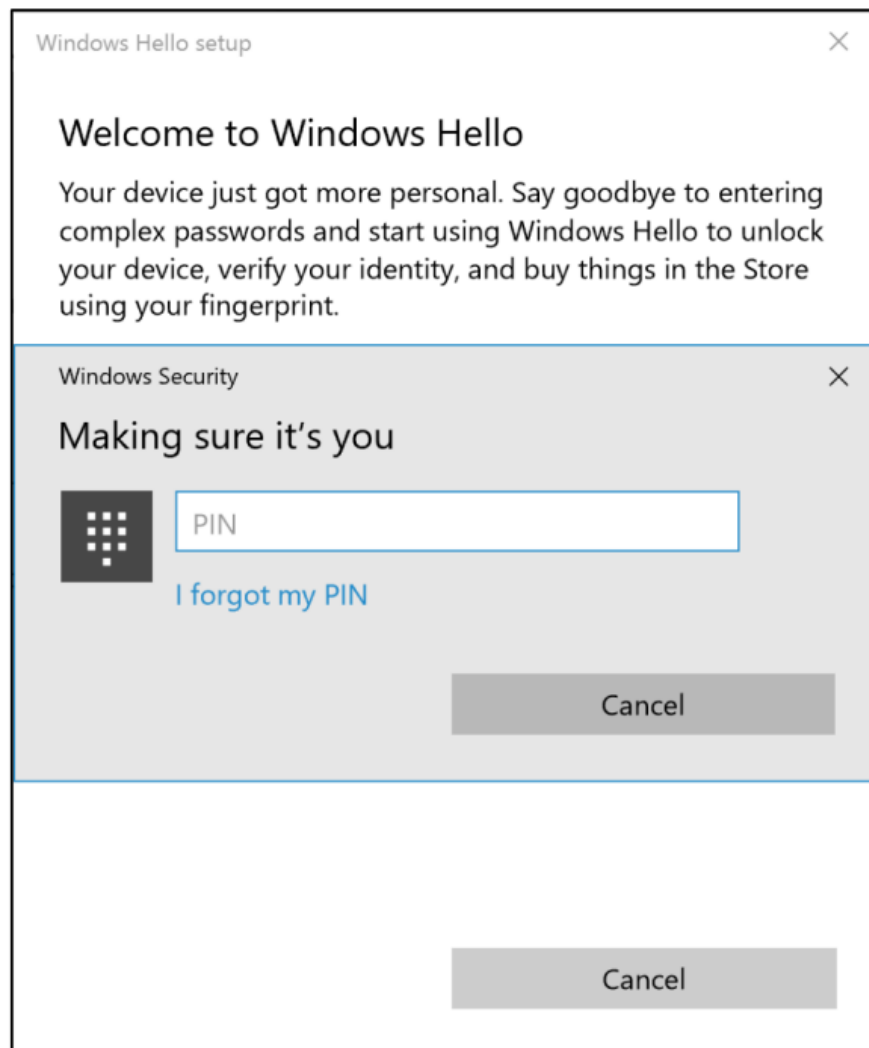 Windows Hello setup
Welcome to Windows Hello
Your device just got more personal. Say goodbye to entering
complex passwords and start using Windows Hello to unlock
your device, verify your identity, and buy things in the Store
using your fingerprint.
Windows Security
Making sure it's you
PIN
I forgot my PIN
Cancel
Cancel